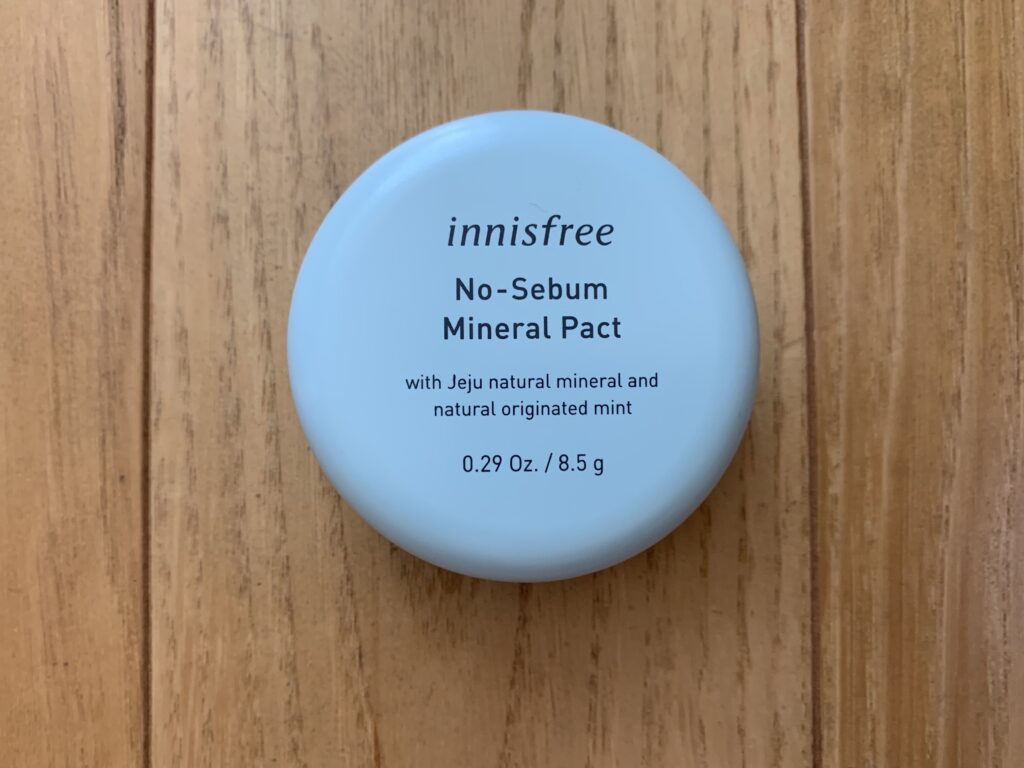 innisfree
No-Sebum
Mineral Pact
with Jeju natural mineral and
natural originated mint
0.29 Oz. / 8.5 g